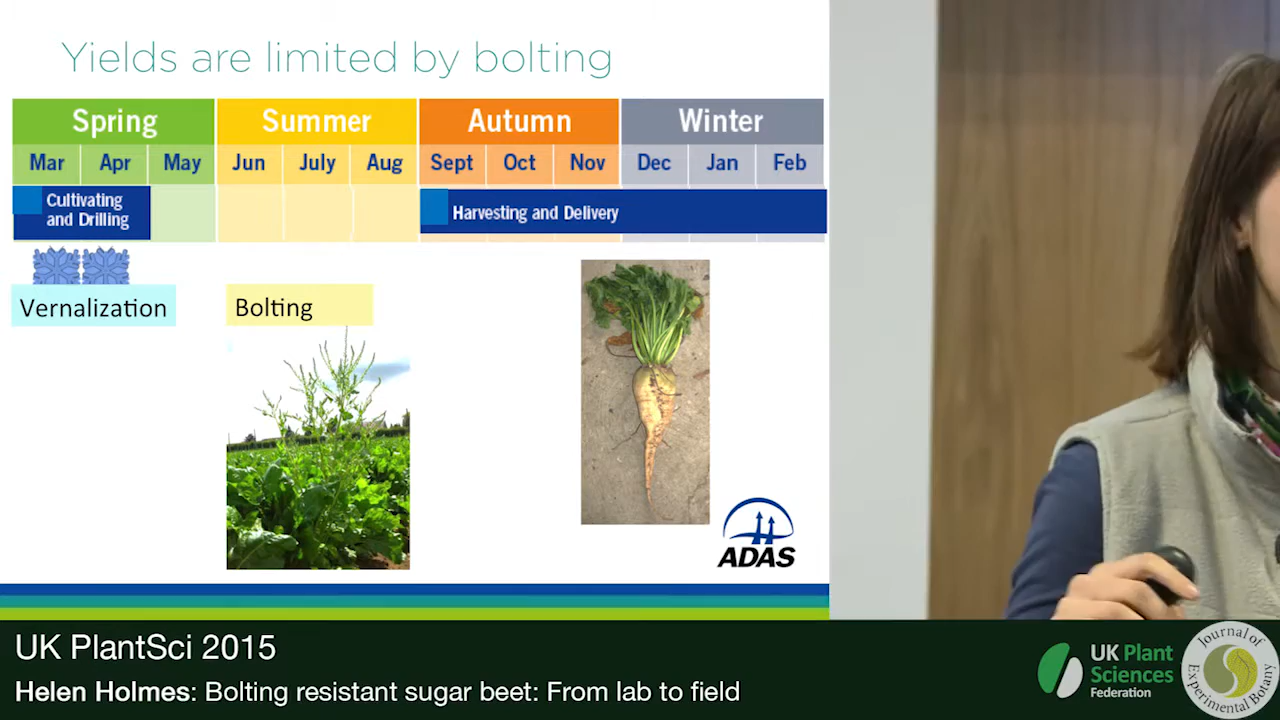 Yields are limited by bolting
Spring Summer Autumn Winter
Mar Apr May Jun July Aug Sept Oct Nov Dec Jan Feb
Cultivating
and Drilling
Harvesting and Delivery
Vernalization
Bolting
ADAS
UK PlantSci 2015
Helen Holmes: Bolting resistant sugar beet: From lab to field
UK Plant
Sciences
Federation
Journal of
Experimental Botany